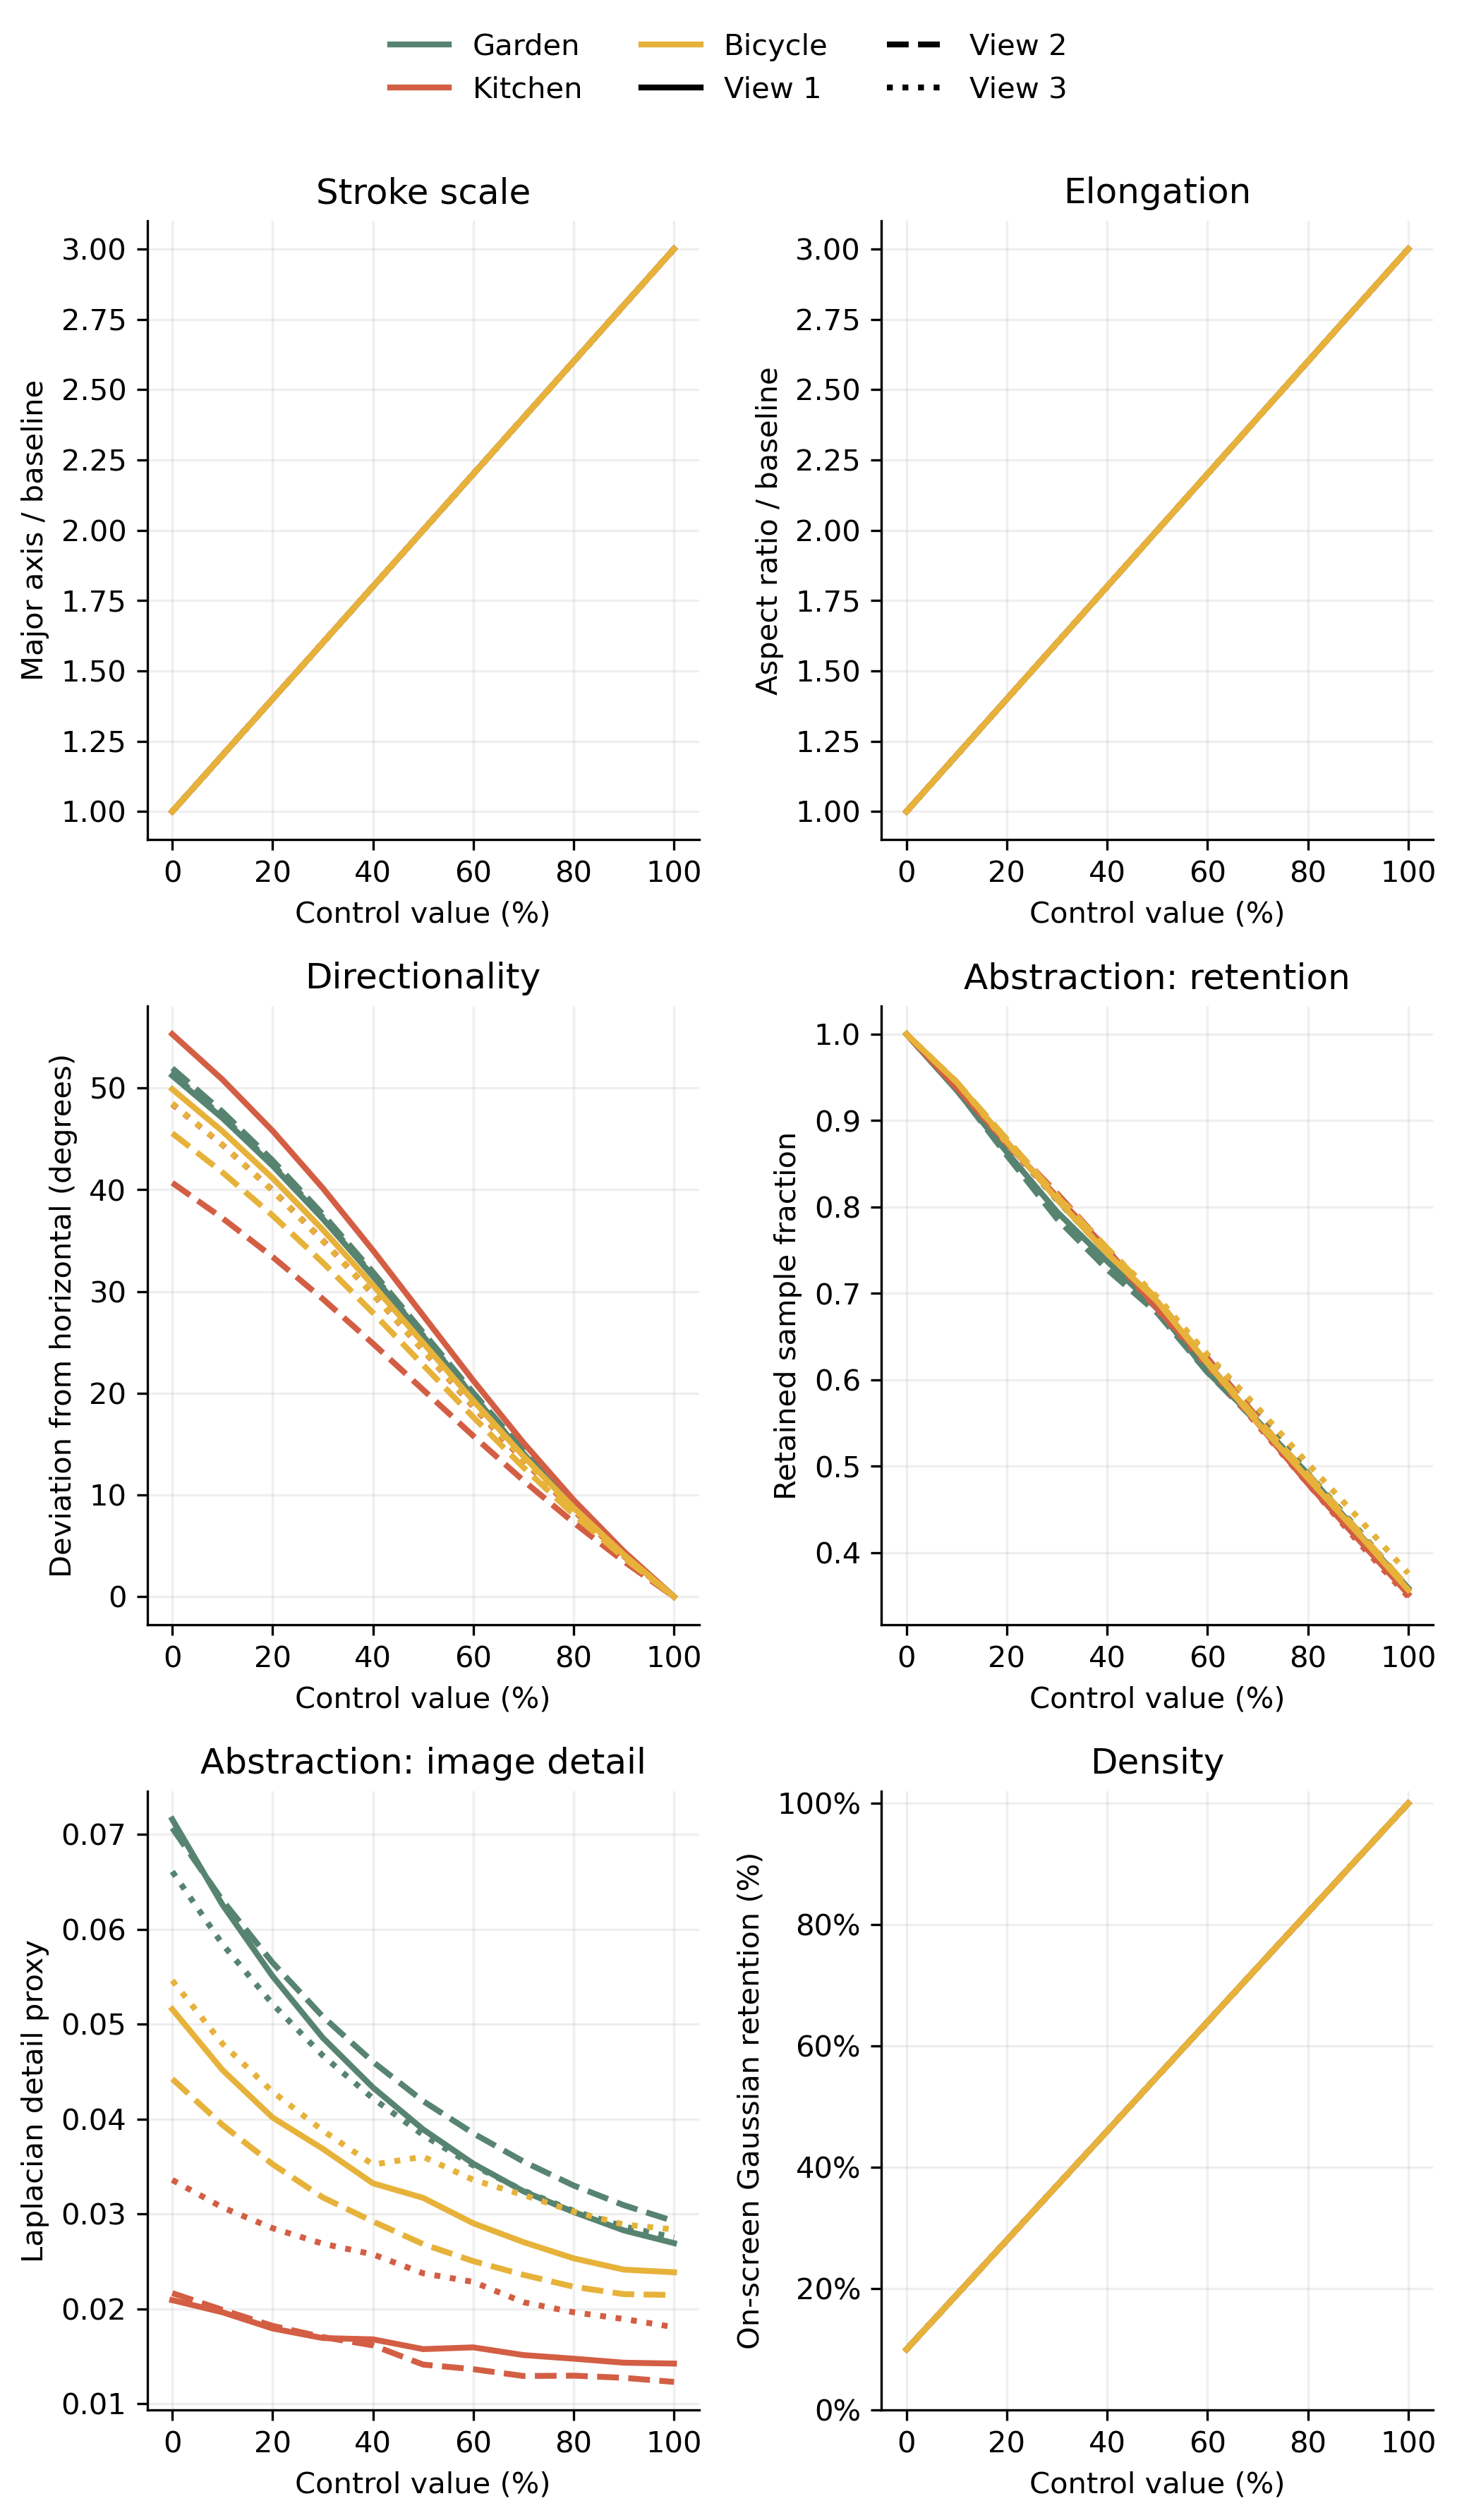 Garden
Kitchen
Bicycle
View 1
View 2
View 3
Stroke scale
Major axis / baseline
3.00
2.75
2.50
2.25
2.00
1.75
1.50
1.25
1.00
0 20 40 60 80 100
Control value (%)
Elongation
Aspect ratio / baseline
3.00
2.75
2.50
2.25
2.00
1.75
1.50
1.25
1.00
0 20 40 60 80 100
Control value (%)
Directionality
Deviation from horizontal (degrees)
50
40
30
20
10
0
0 20 40 60 80 100
Control value (%)
Abstraction: retention
Retained sample fraction
1.0
0.9
0.8
0.7
0.6
0.5
0.4
0 20 40 60 80 100
Control value (%)
Abstraction: image detail
Laplacian detail proxy
0.07
0.06
0.05
0.04
0.03
0.02
0.01
0 20 40 60 80 100
Control value (%)
Density
On-screen Gaussian retention (%)
100%
80%
60%
40%
20%
0%
0 20 40 60 80 100
Control value (%)